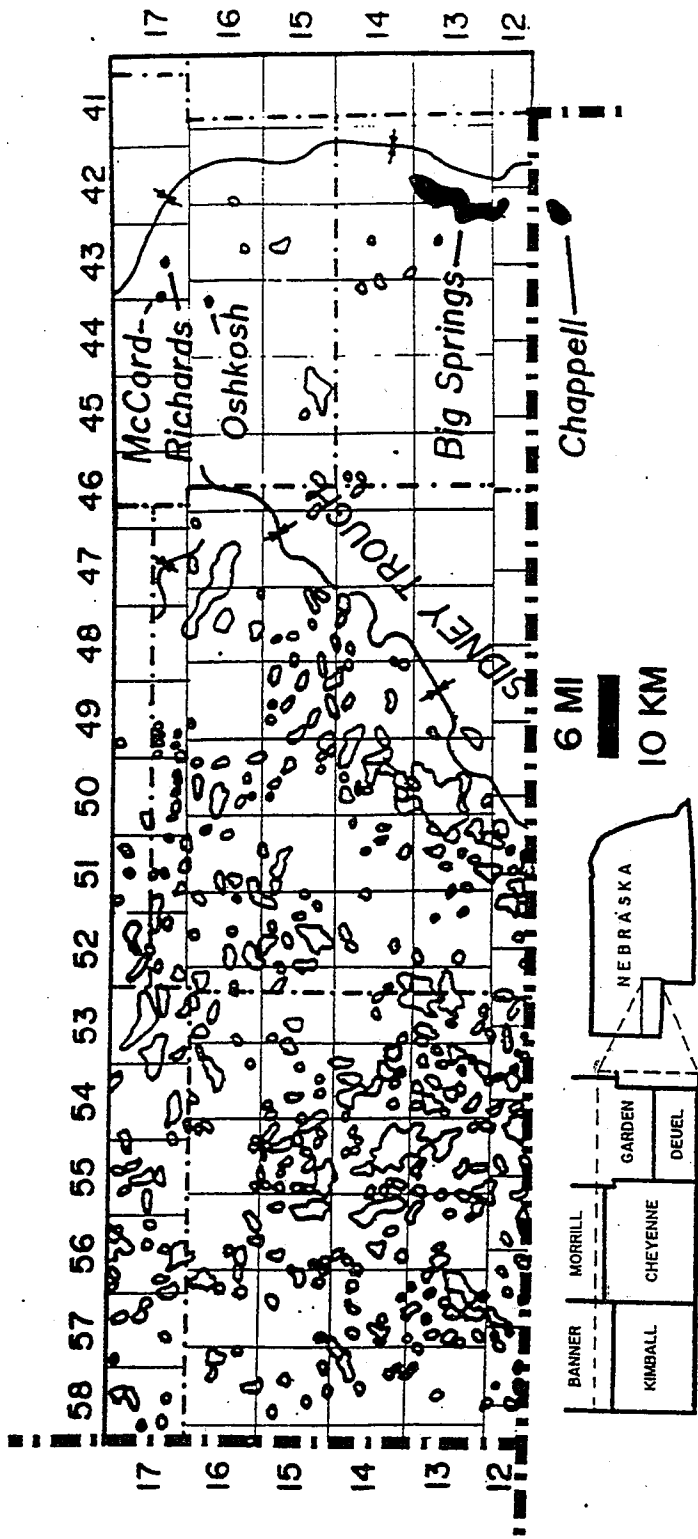 58 57 56 55 54 53 52 51 50 49 48 47 46 45 44 43 42 41
17 17
16 16
15 15
14 14
13 13
12 12
McCord
Richards
Oshkosh
Big Springs
Chappell
SIDNEY TROUGH
6 MI
10 KM
NEBRASKA
BANNER MORRILL
GARDEN
KIMBALL CHEYENNE DEUEL